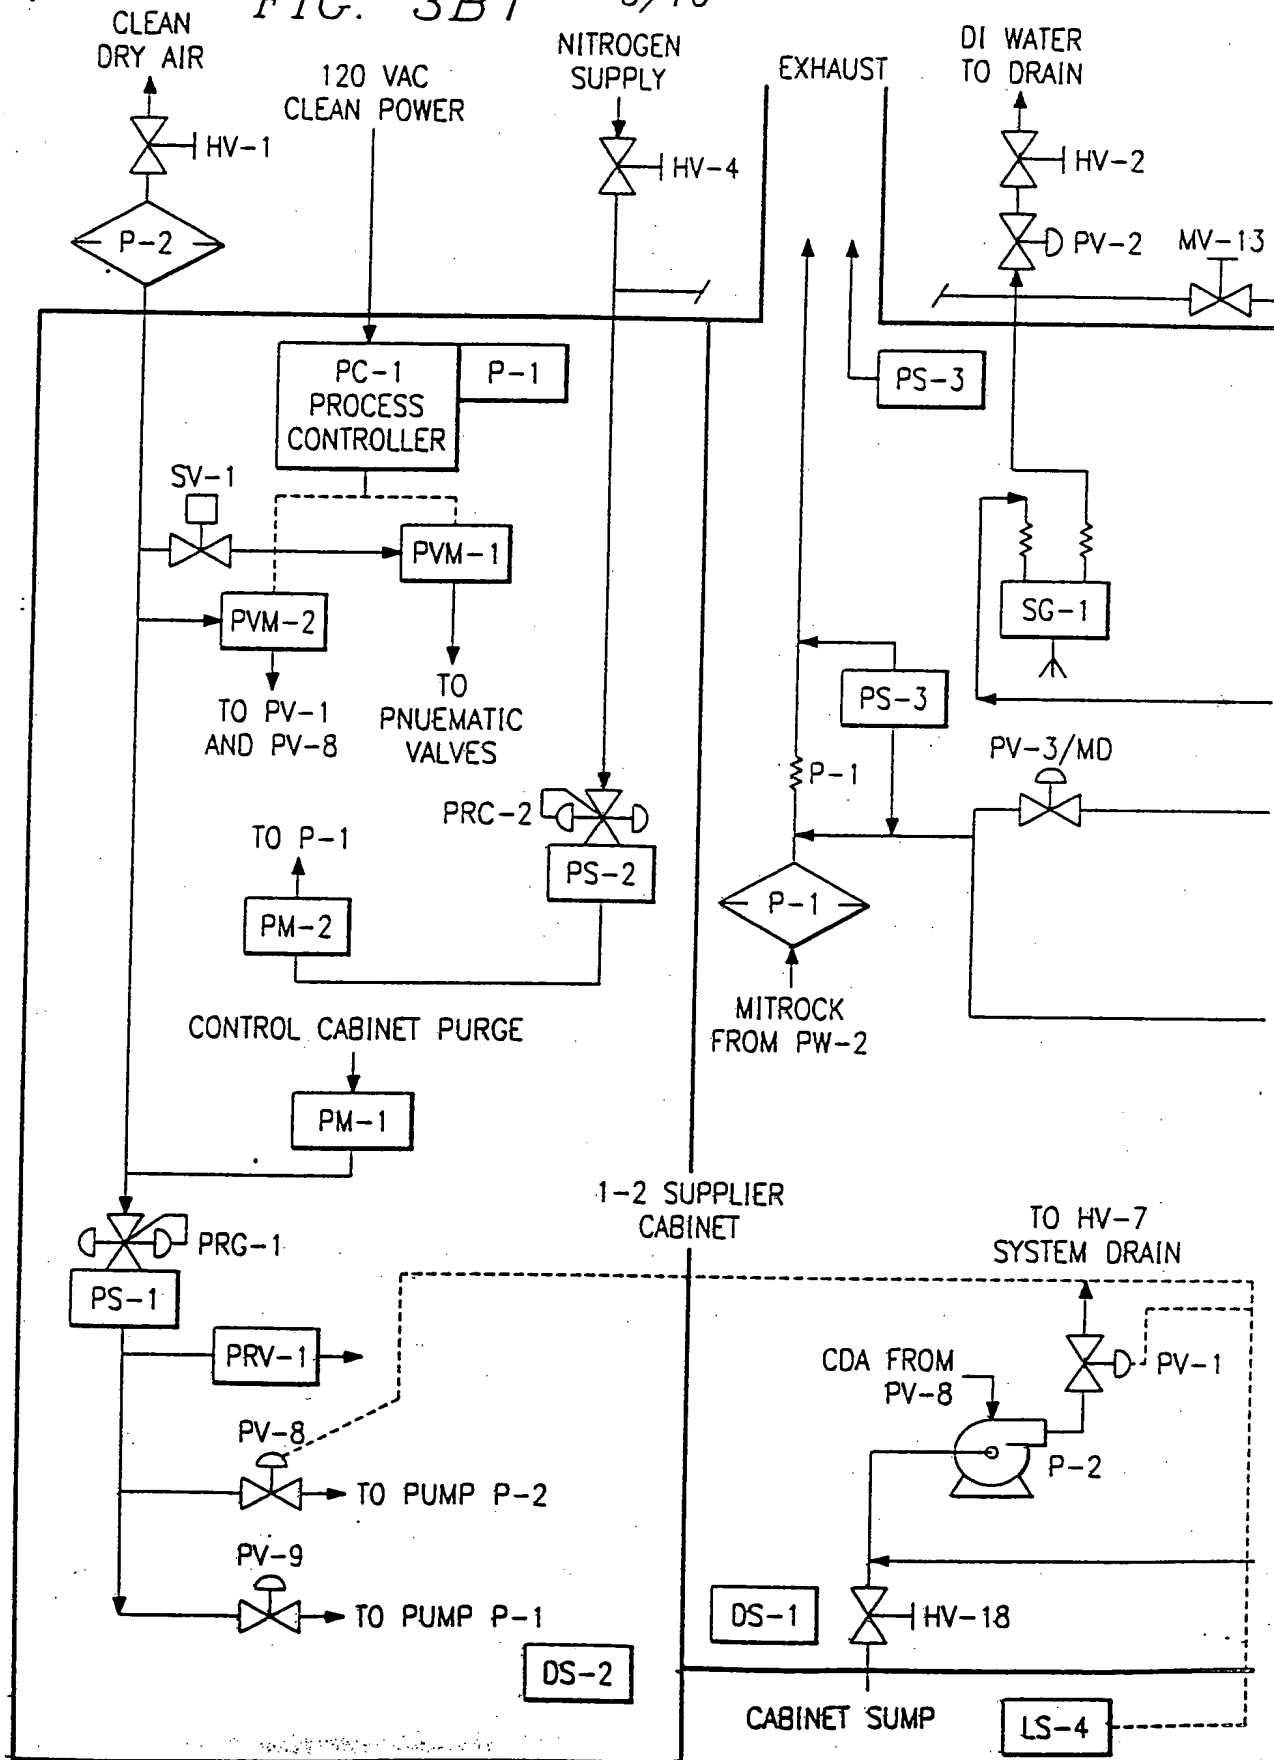 FIG. 3B1
CLEAN
DRY AIR
120 VAC
CLEAN POWER
NITROGEN
SUPPLY
EXHAUST
DI WATER
TO DRAIN
HV-1
HV-4
HV-2
P-2
PV-2
MV-13
PC-1
PROCESS
CONTROLLER
P-1
PS-3
SV-1
PVM-1
PVM-2
SG-1
TO PV-1
AND PV-8
TO
PNUEMATIC
VALVES
PS-3
PV-3/MD
P-1
PRC-2
TO P-1
PS-2
PM-2
P-1
MITROCK
FROM PW-2
CONTROL CABINET PURGE
PM-1
1-2 SUPPLIER
CABINET
TO HV-7
SYSTEM DRAIN
PRG-1
PS-1
PRV-1
CDA FROM
PV-8
PV-1
PV-8
P-2
TO PUMP P-2
PV-9
TO PUMP P-1
DS-1
HV-18
DS-2
CABINET SUMP
LS-4